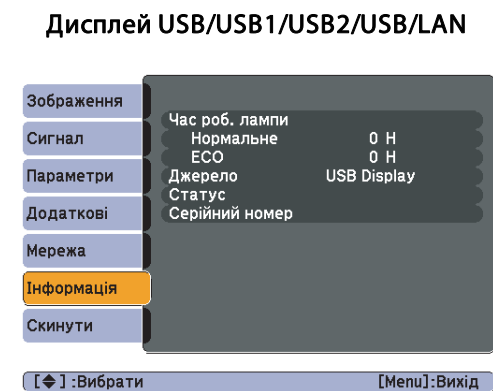 Дисплей USB/USB1/USB2/USB/LAN
Зображення
Сигнал
Параметри
Додаткові
Мережа
Інформація
Скинути
Час роб. лампи
Нормальне 0 H
ECO 0 H
Джерело USB Display
Статус
Серійний номер
[◆] :Вибрати [Menu]:Вихід